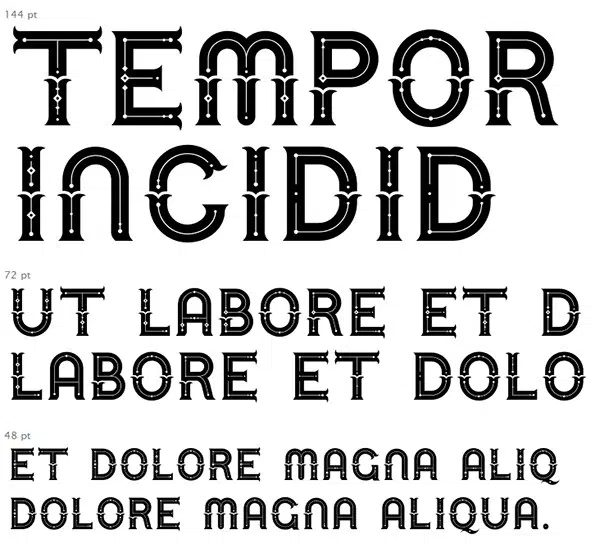 144 pt
TEMPOR
INCIDID
72 pt
UT LABORE ET D
LABORE ET DOLO
48 pt
ET DOLORE MAGNA ALIQ
DOLORE MAGNA ALIQUA.